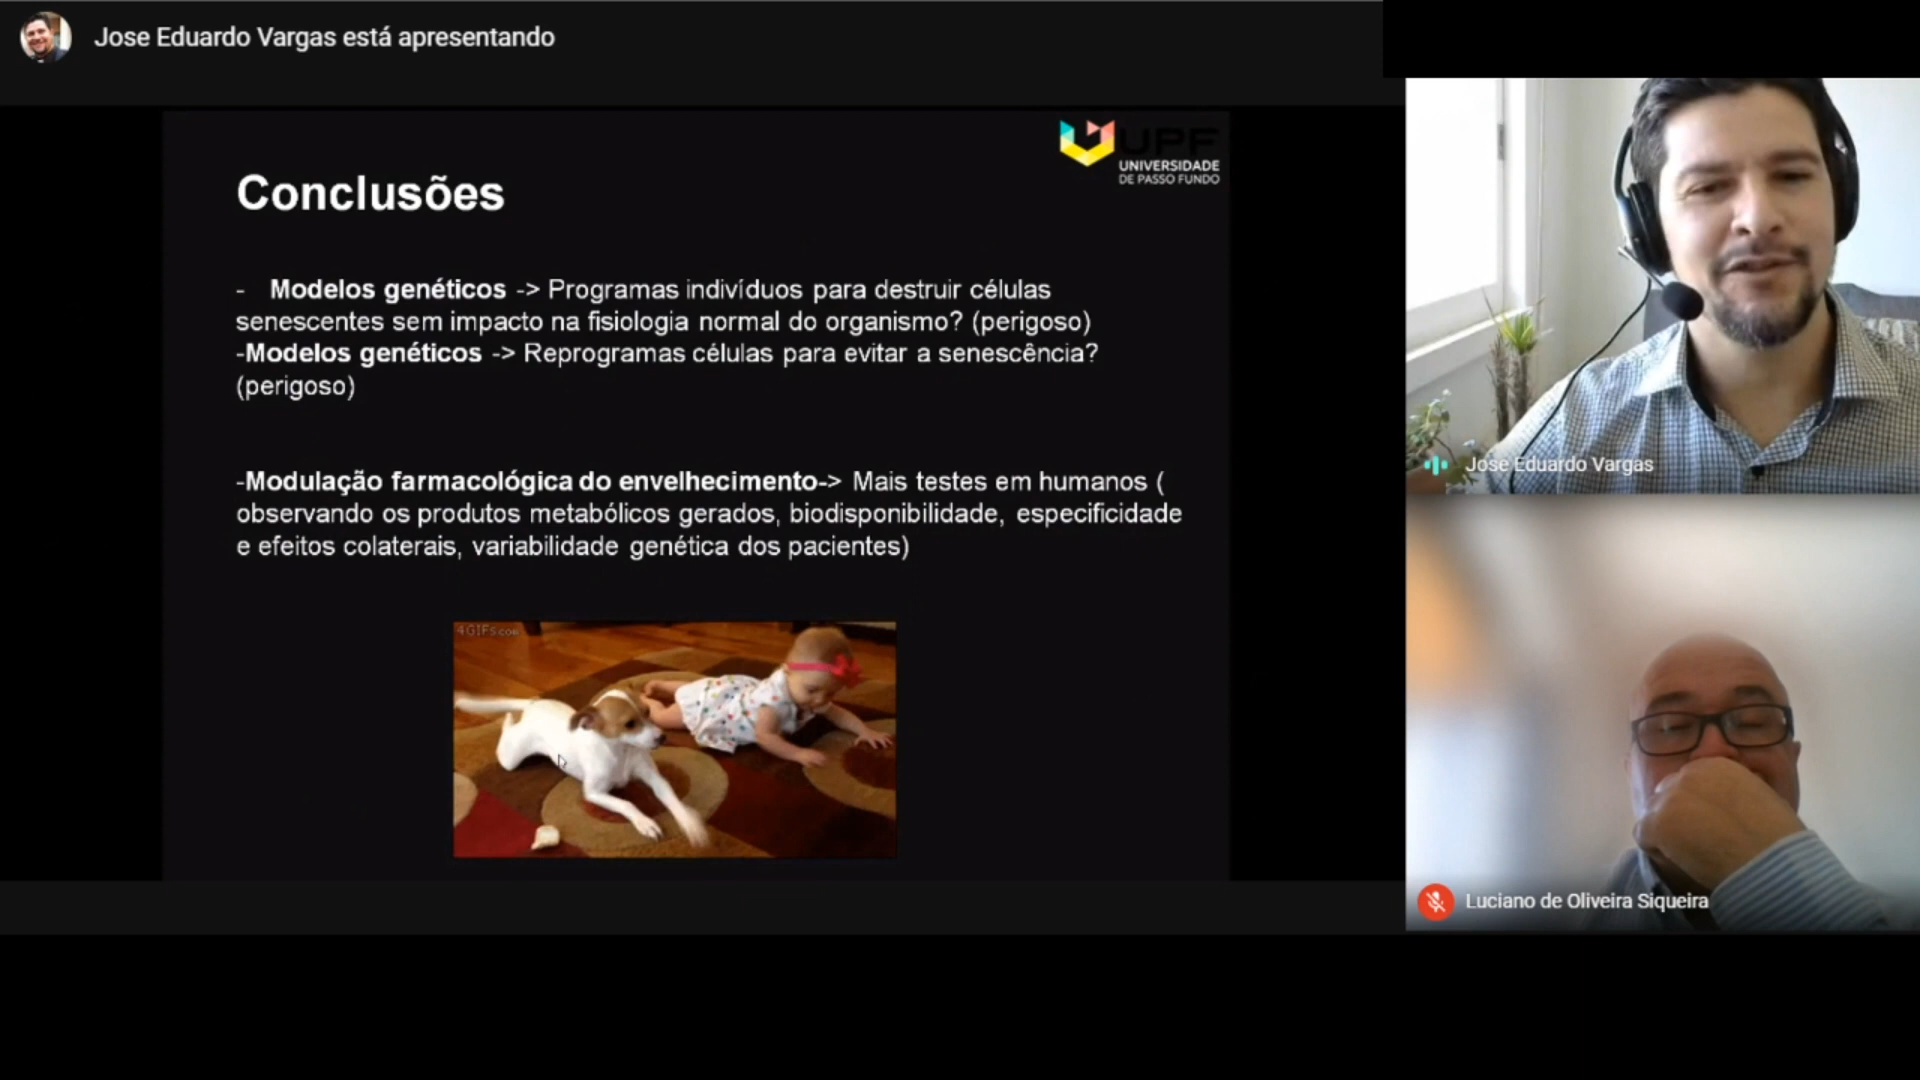 Jose Eduardo Vargas está apresentando
UPF
UNIVERSIDADE
DE PASSO FUNDO
Conclusões
- Modelos genéticos -> Programas indivíduos para destruir células
senescentes sem impacto na fisiologia normal do organismo? (perigoso)
-Modelos genéticos -> Reprogramas células para evitar a senescência?
(perigoso)
-Modulação farmacológica do envelhecimento-> Mais testes em humanos (
observando os produtos metabólicos gerados, biodisponibilidade, especificidade
e efeitos colaterais, variabilidade genética dos pacientes)
4GIFs.com
Jose Eduardo Vargas
Luciano de Oliveira Siqueira